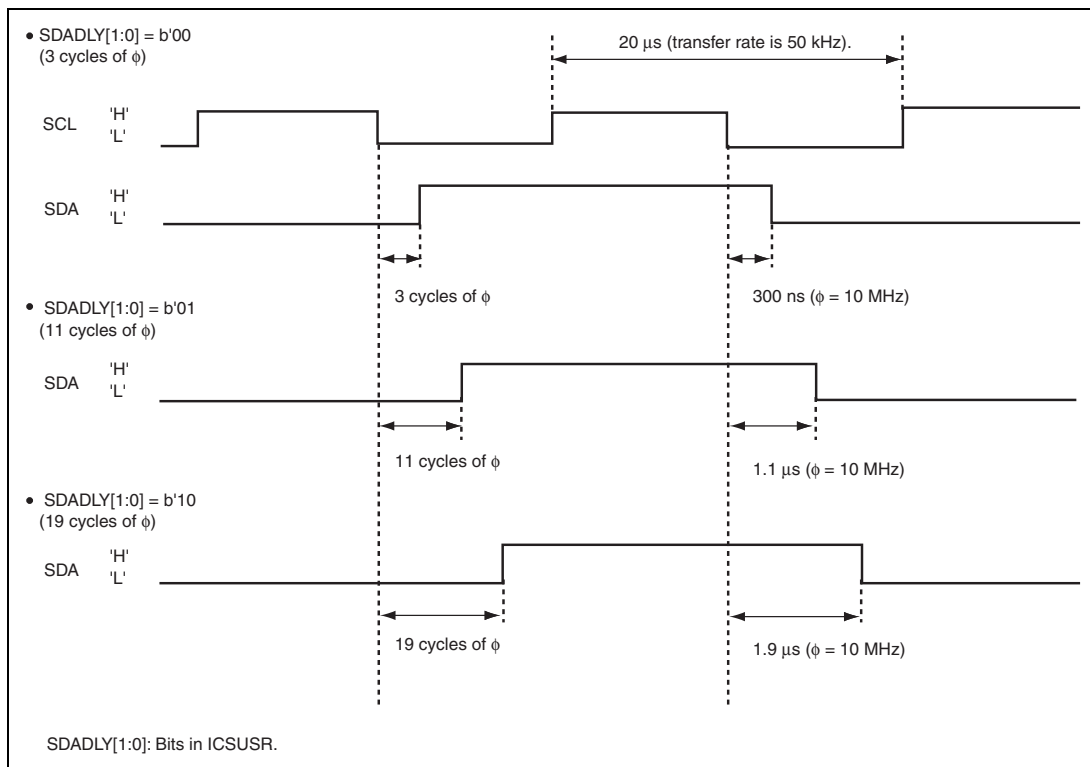 • SDADLY[1:0] = b'00
(3 cycles of ϕ)
20 μs (transfer rate is 50 kHz).
SCL 'H'
'L'
SDA 'H'
'L'
3 cycles of ϕ
300 ns (ϕ = 10 MHz)
• SDADLY[1:0] = b'01
(11 cycles of ϕ)
SDA 'H'
'L'
11 cycles of ϕ
1.1 μs (ϕ = 10 MHz)
• SDADLY[1:0] = b'10
(19 cycles of ϕ)
SDA 'H'
'L'
19 cycles of ϕ
1.9 μs (ϕ = 10 MHz)
SDADLY[1:0]: Bits in ICSUSR.